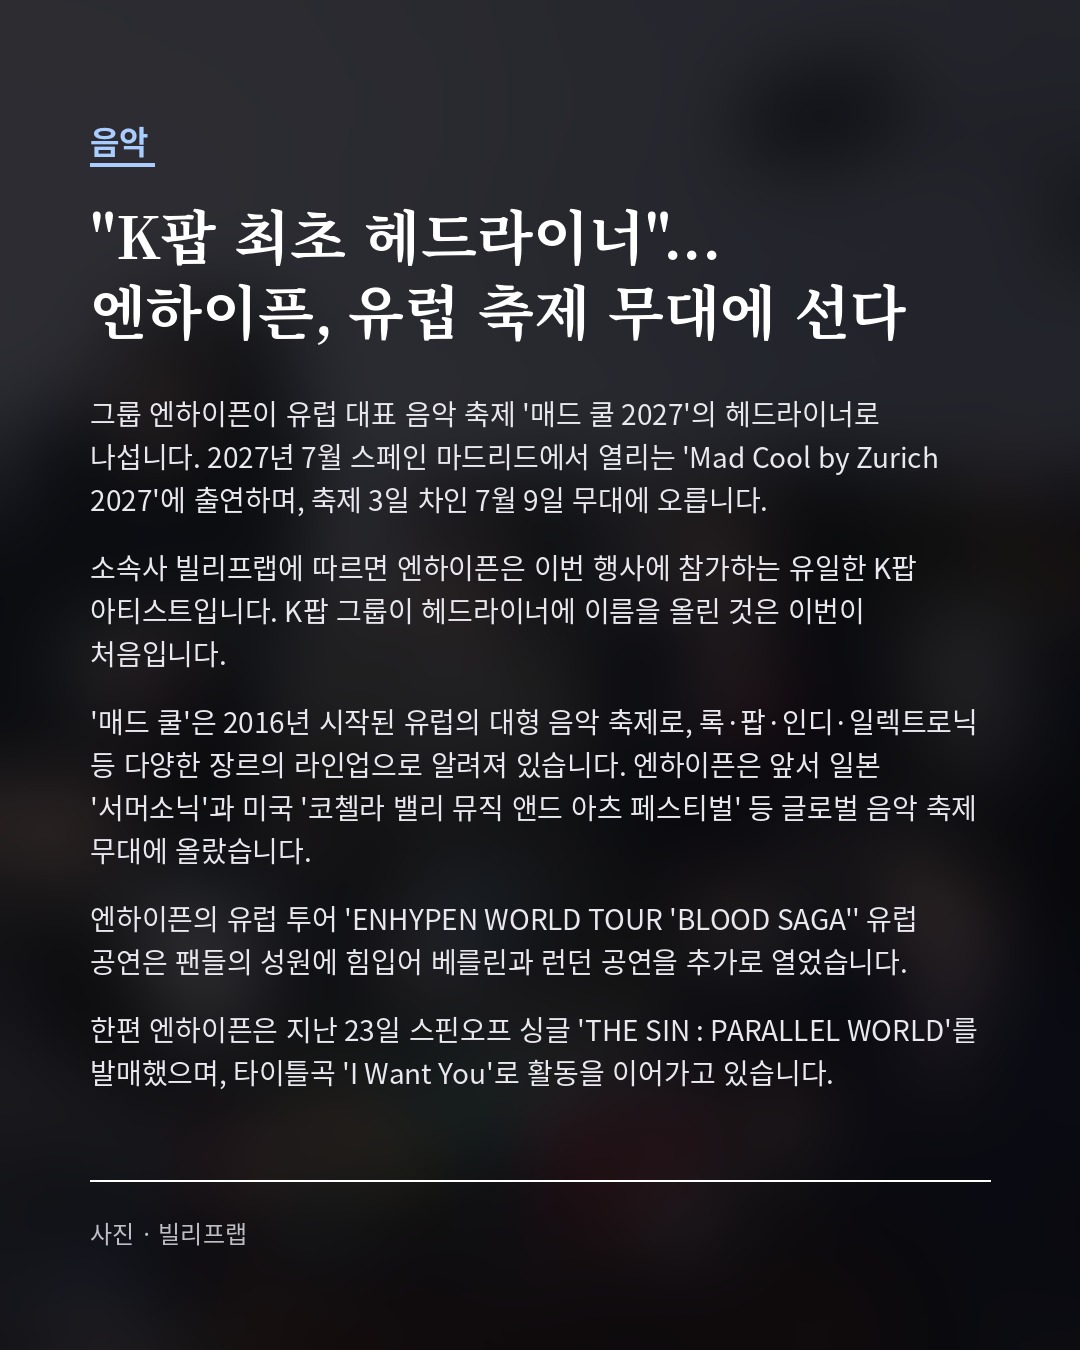 음악
"K팝 최초 헤드라이너"...
엔하이픈, 유럽 축제 무대에 선다
그룹 엔하이픈이 유럽 대표 음악 축제 '매드 쿨 2027'의 헤드라이너로
나섭니다. 2027년 7월 스페인 마드리드에서 열리는 'Mad Cool by Zurich
2027'에 출연하며, 축제 3일 차인 7월 9일 무대에 오릅니다.
소속사 빌리프랩에 따르면 엔하이픈은 이번 행사에 참가하는 유일한 K팝
아티스트입니다. K팝 그룹이 헤드라이너에 이름을 올린 것은 이번이
처음입니다.
'매드 쿨'은 2016년 시작된 유럽의 대형 음악 축제로, 록·팝·인디·일렉트로닉
등 다양한 장르의 라인업으로 알려져 있습니다. 엔하이픈은 앞서 일본
'서머소닉'과 미국 '코첼라 밸리 뮤직 앤드 아츠 페스티벌' 등 글로벌 음악 축제
무대에 올랐습니다.
엔하이픈의 유럽 투어 'ENHYPEN WORLD TOUR 'BLOOD SAGA'' 유럽
공연은 팬들의 성원에 힘입어 베를린과 런던 공연을 추가로 열었습니다.
한편 엔하이픈은 지난 23일 스핀오프 싱글 'THE SIN : PARALLEL WORLD'를
발매했으며, 타이틀곡 'I Want You'로 활동을 이어가고 있습니다.
사진 · 빌리프랩